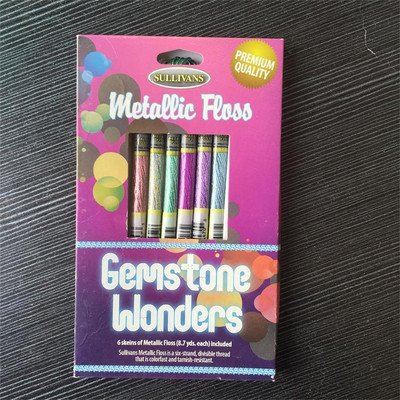 SULLIVANS
PREMIUM
QUALITY
Metallic Floss
Gemstone
Wonders
6 skeins of Metallic Floss (8.7 yds. each) included
Sullivans Metallic Floss is a six-strand, divisible thread
that is colorfast and tarnish-resistant.